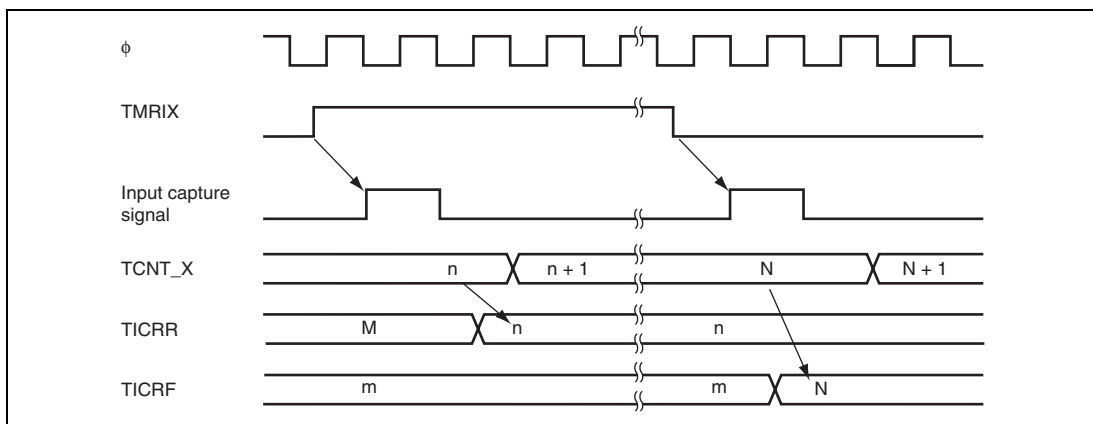 ϕ
TMRIX
Input capture
signal
TCNT_X n n + 1 N N + 1
TICRR M n n
TICRF m m N